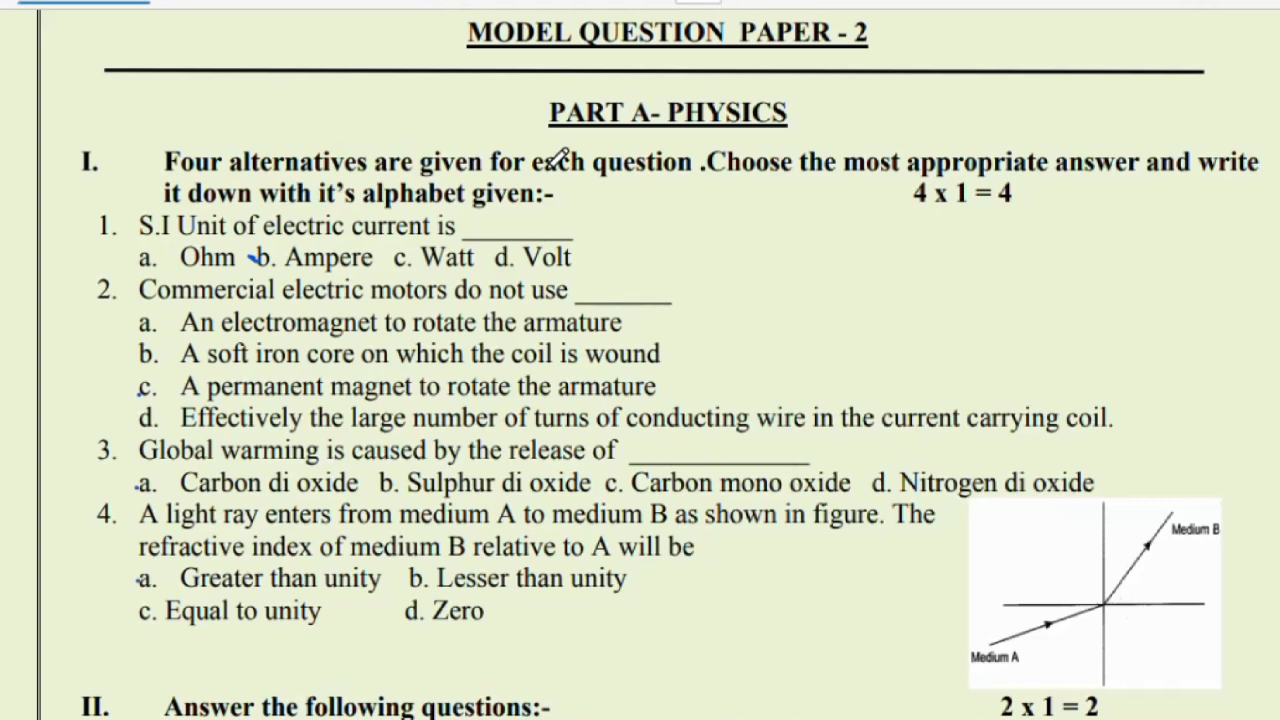 MODEL QUESTION PAPER - 2
PART A- PHYSICS
I. Four alternatives are given for each question .Choose the most appropriate answer and write
it down with it’s alphabet given:- 4 x 1 = 4
1. S.I Unit of electric current is ________
a. Ohm b. Ampere c. Watt d. Volt
2. Commercial electric motors do not use _______
a. An electromagnet to rotate the armature
b. A soft iron core on which the coil is wound
c. A permanent magnet to rotate the armature
d. Effectively the large number of turns of conducting wire in the current carrying coil.
3. Global warming is caused by the release of _____________
a. Carbon di oxide b. Sulphur di oxide c. Carbon mono oxide d. Nitrogen di oxide
4. A light ray enters from medium A to medium B as shown in figure. The
refractive index of medium B relative to A will be
a. Greater than unity b. Lesser than unity
c. Equal to unity d. Zero
Medium B
Medium A
II. Answer the following questions:- 2 x 1 = 2